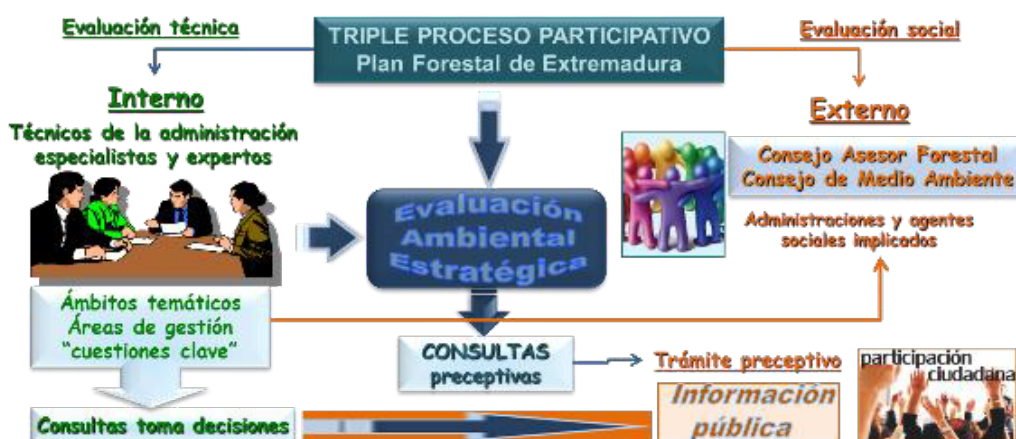 Evaluación técnica
TRIPLE PROCESO PARTICIPATIVO
Plan Forestal de Extremadura
Evaluación social
Interno
Técnicos de la administración
especialistas y expertos
Externo
Consejo Asesor Forestal
Consejo de Medio Ambiente
Administraciones y agentes
sociales implicados
Evaluación
Ambiental
Estratégica
Ámbitos temáticos
Áreas de gestión
"cuestiones clave"
CONSULTAS
preceptivas
Trámite preceptivo
participación
ciudadana
Información
pública
Consultas toma decisiones